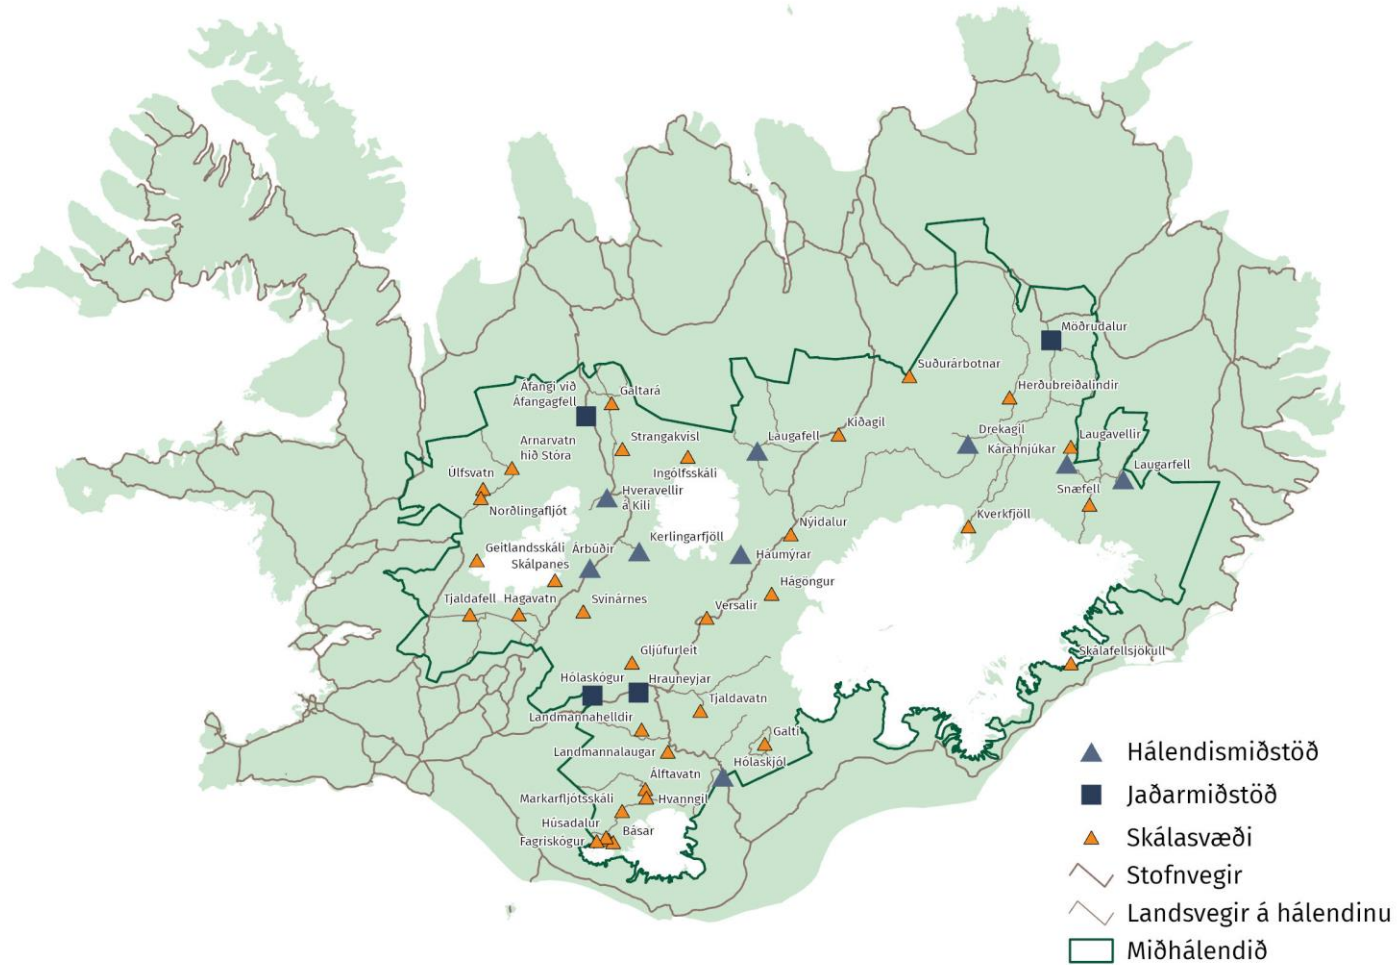 Möðrudalur
Suðurárbotnar
Herðubreiðalindir
Áfangi við
Áfangagfell
Galtará
Kiðagil
Drekagil
Laugavellir
Kárahnjúkar
Laugarfell
Strangakvísl
Laugafell
Arnarvatn
hið Stóra
Ingólfsskáli
Úlfsvatn
Snæfell
Hveravellir
á Kili
Norðlingafljót
Kverkfjöll
Nýidalur
Kerlingarfjöll
Geitlandsskáli
Árbúðir
Háumýrar
Skálpanes
Hágöngur
Tjaldafell
Hagavatn
Svínárnes
Versalir
Gljúfurleit
Skálafellsjökull
Hólaskógur
Hrauneyjar
Tjaldavatn
Landmannahelldir
Galti
Landmannalaugar
Hólaskjól
Álftavatn
Markarfljótsskáli
Hvanngil
Húsadalur
Básar
Fagriskógur
Hálendismiðstöð
Jaðarmiðstöð
Skálasvæði
Stofnvegir
Landsvegir á hálendinu
Miðhálendið